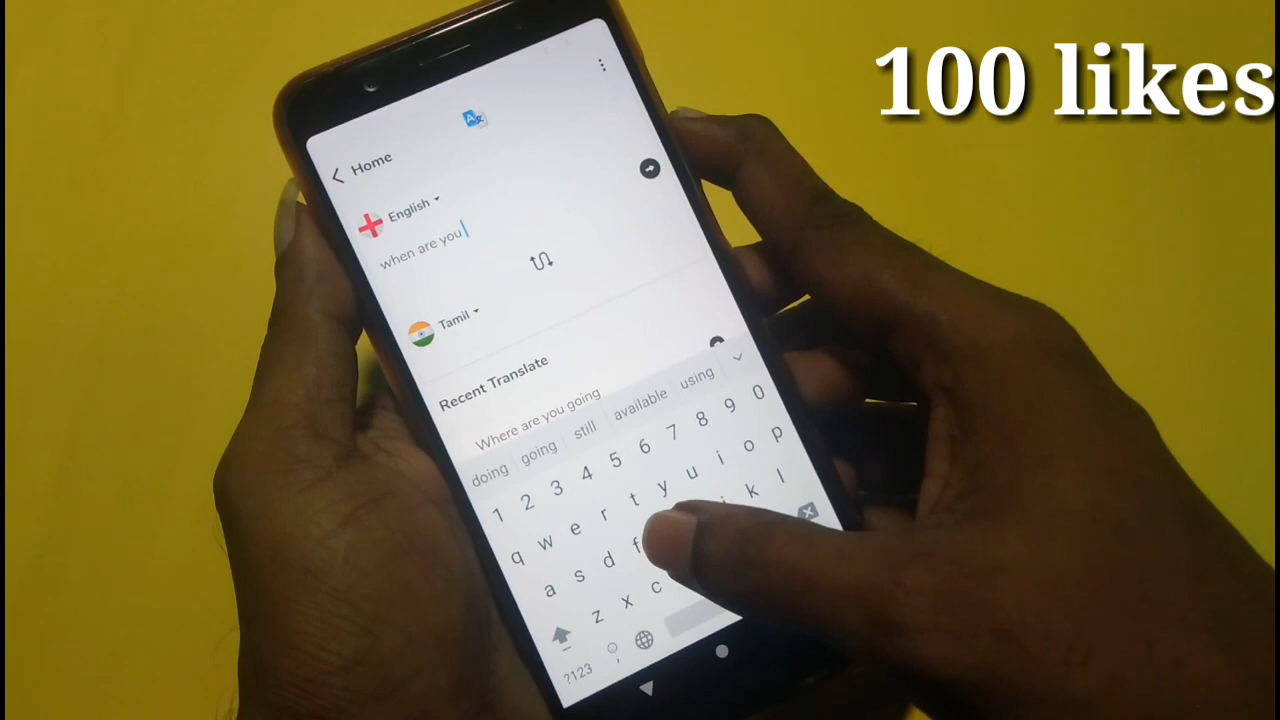 100 likes
Home
English
when are you
Tamil
Recent Translate
Where are you going
doing going still available using
1 2 3 4 5 6 7 8 9 0
q w e r t y u i o p
a s d f k l
z x c
?123 ,